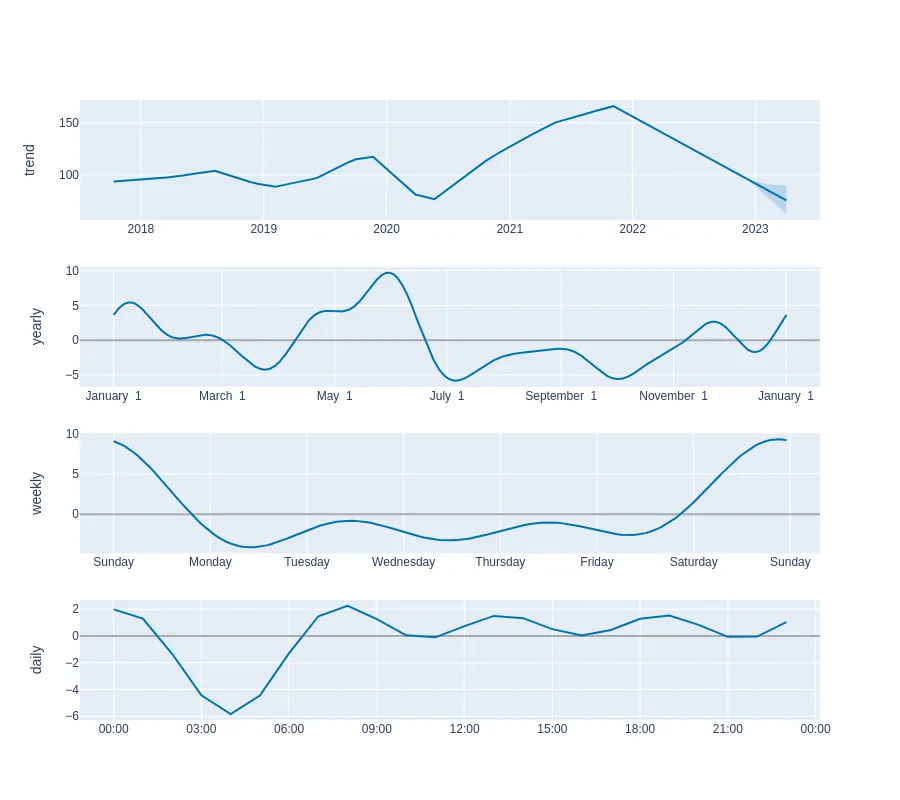 trend
150
100
2018 2019 2020 2021 2022 2023
yearly
10
5
0
−5
January 1 March 1 May 1 July 1 September 1 November 1 January 1
weekly
10
5
0
Sunday Monday Tuesday Wednesday Thursday Friday Saturday Sunday
daily
2
0
−2
−4
−6
00:00 03:00 06:00 09:00 12:00 15:00 18:00 21:00 00:00